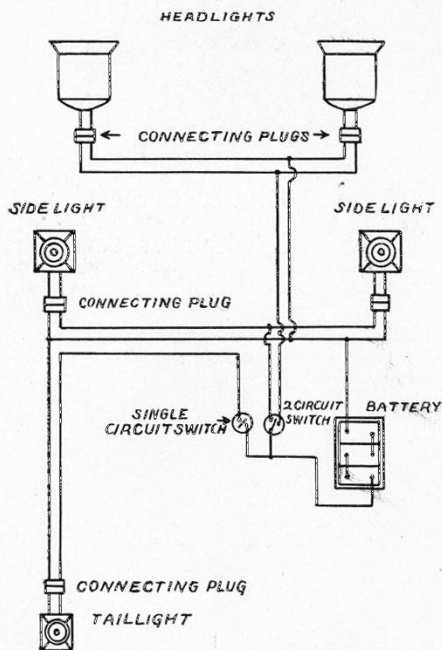 HEADLIGHTS
CONNECTING PLUGS
SIDE LIGHT
SIDE LIGHT
CONNECTING PLUG
SINGLE
CIRCUIT SWITCH
2 CIRCUIT
SWITCH
BATTERY
CONNECTING PLUG
TAILLIGHT